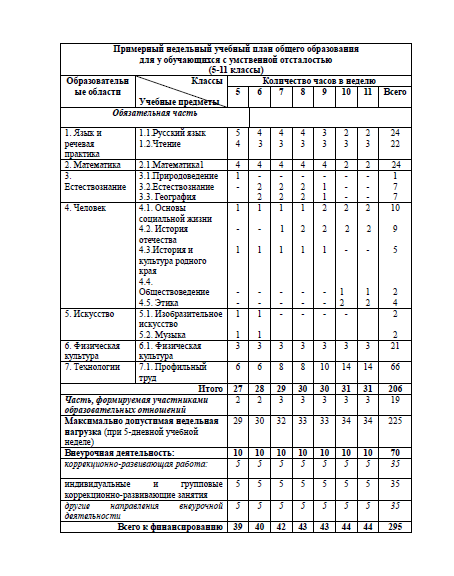 Примерный недельный учебный план общего образования
для у обучающихся с умственной отсталостью
(5-11 классы)
Образовательн
ые области
Классы
Учебные предметы
Количество часов в неделю
5 6 7 8 9 10 11 Всего
Обязательная часть
1. Язык и
речевая
практика
1.1.Русский язык 5 4 4 4 3 2 2 24
1.2.Чтение 4 3 3 3 3 3 3 22
2. Математика 2.1.Математика1 4 4 4 4 4 2 2 24
3.
Естествознание
3.1.Природоведение 1 - - - - - - 1
3.2.Естествознание - 2 2 2 1 - - 7
3.3. География 2 2 2 1 - - 7
4. Человек
4.1. Основы
социальной жизни 1 1 1 1 2 2 2 10
4.2. История
отечества - - 1 2 2 2 2 9
4.3.История и
культура родного
края 1 1 1 1 1 - - 5
4.4.
Обществоведение - - - - - 1 1 2
4.5. Этика - - - - - 2 2 4
5. Искусство
5.1. Изобразительное
искусство 1 1 - - - - 2
5.2. Музыка 1 1 2
6. Физическая
культура
6.1. Физическая
культура 3 3 3 3 3 3 3 21
7. Технологии
7.1. Профильный
труд 6 6 8 8 10 14 14 66
Итого 27 28 29 30 30 31 31 206
Часть, формируемая участниками
образовательных отношений 2 2 3 3 3 3 3 19
Максимально допустимая недельная
нагрузка (при 5-дневной учебной
неделе) 29 30 32 33 33 34 34 225
Внеурочная деятельность: 10 10 10 10 10 10 10 70
коррекционно-развивающая работа: 5 5 5 5 5 5 5 35
индивидуальные и групповые
коррекционно-развивающие занятия 5 5 5 5 5 5 5 35
другие направления внеурочной
деятельности 5 5 5 5 5 5 5 35
Всего к финансированию 39 40 42 43 43 44 44 295